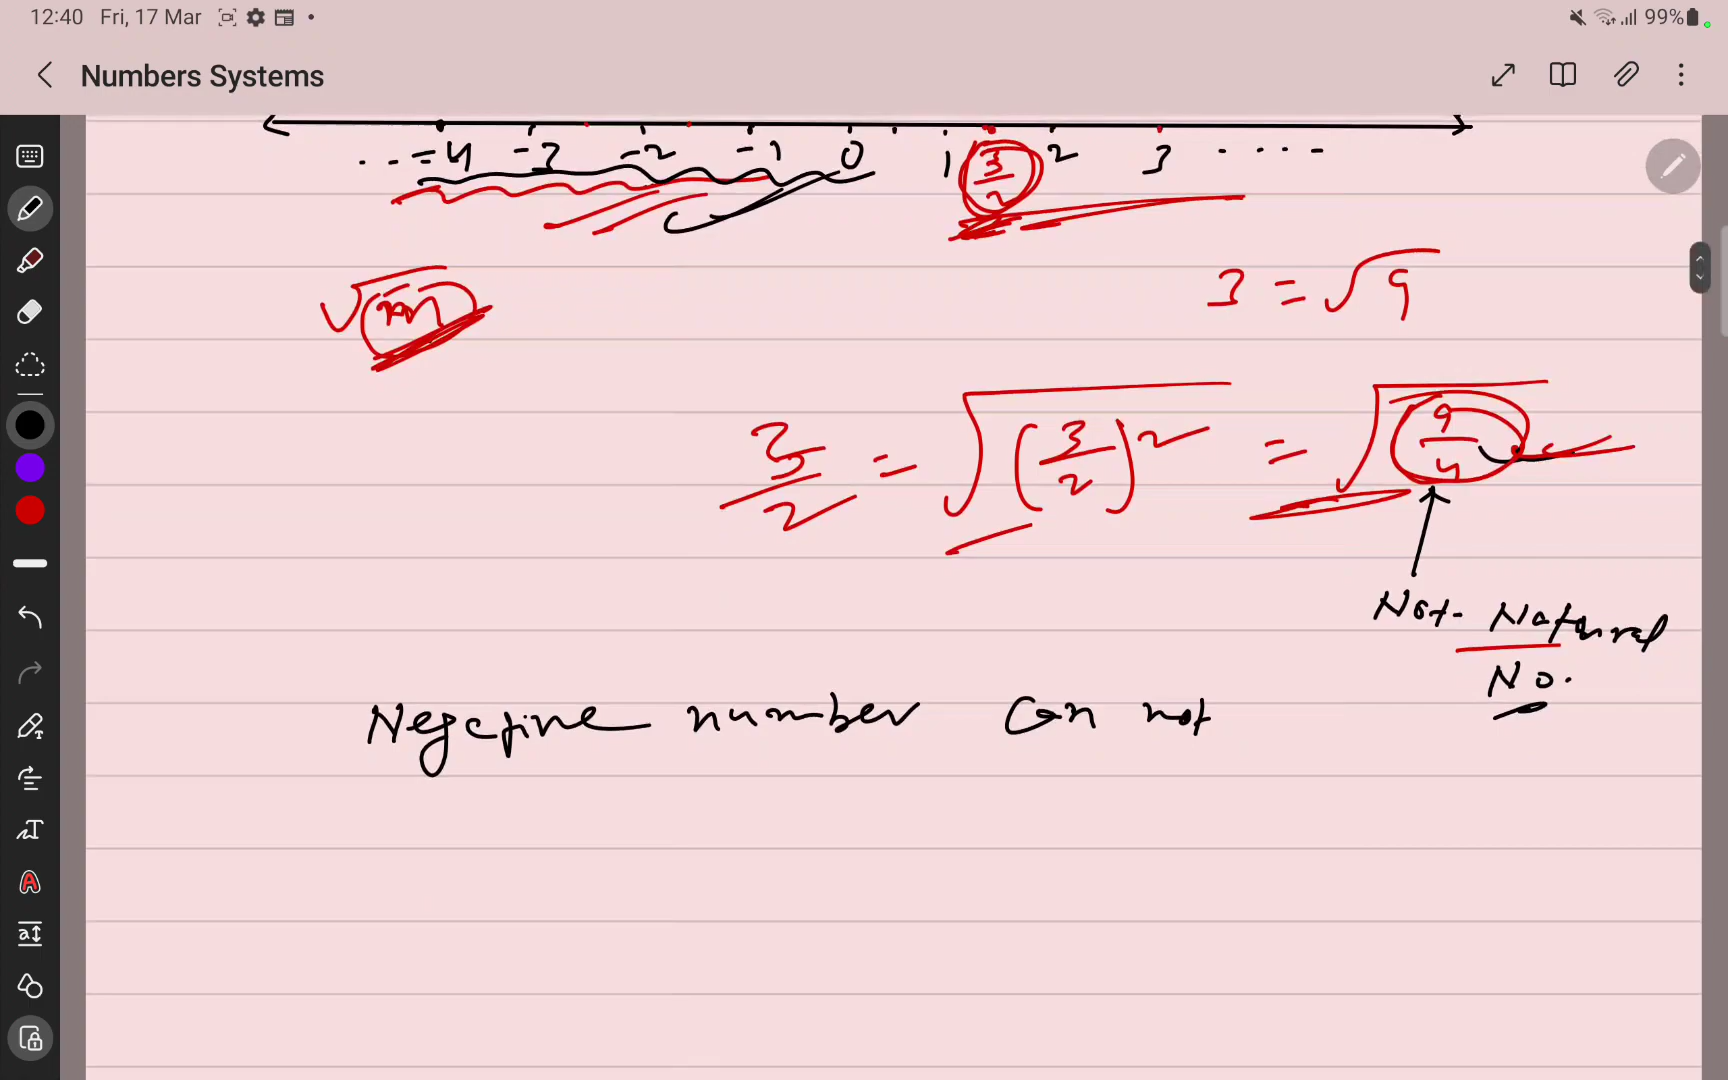 12:40 Fri, 17 Mar 99%
Numbers Systems
... -4 -3 -2 -1 0 1 3/2 2 3 ....
√m 3 = √9
3/2 = √(3/2)² = √9/4
Not Natural
No.
Negative number Can not